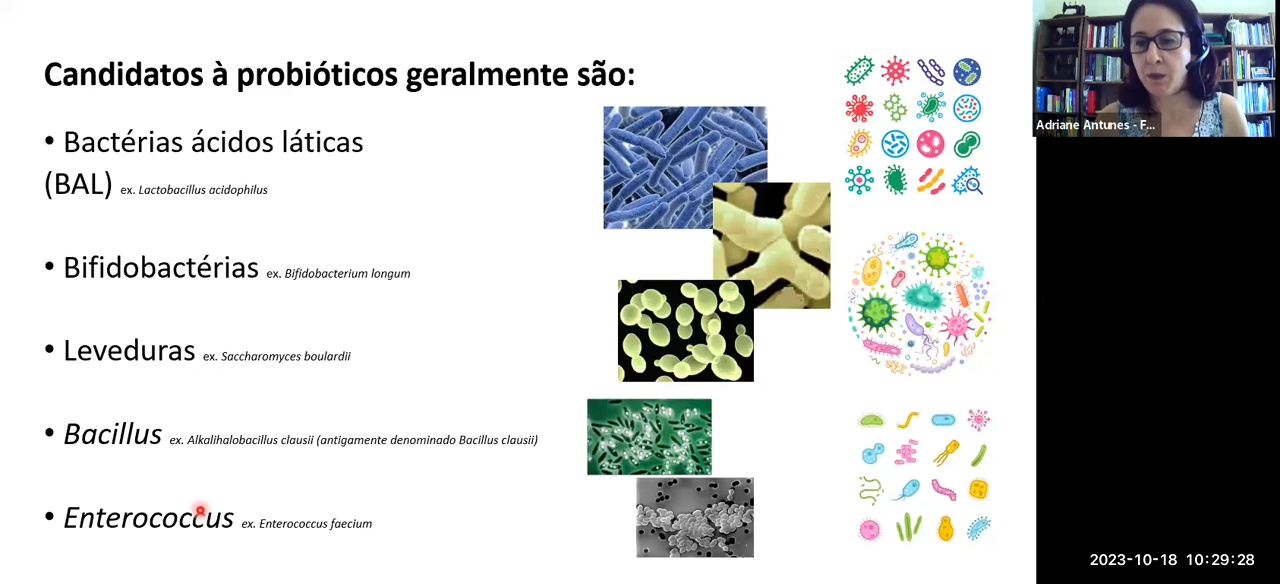 Candidatos à probióticos geralmente são:
• Bactérias ácidos láticas
(BAL) ex. Lactobacillus acidophilus
• Bifidobactérias ex. Bifidobacterium longum
• Leveduras ex. Saccharomyces boulardii
• Bacillus ex. Alkalihalobacillus clausii (antigamente denominado Bacillus clausii)
• Enterococcus ex. Enterococcus faecium
Adriane Antunes - F...
2023-10-18 10:29:28